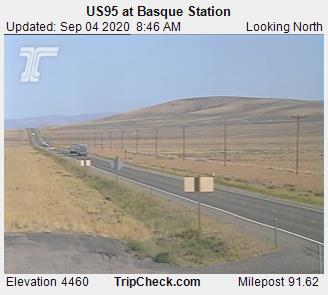 US95 at Basque Station
Updated: Sep 04 2020 8:46 AM Looking North
Elevation 4460 TripCheck.com Milepost 91.62